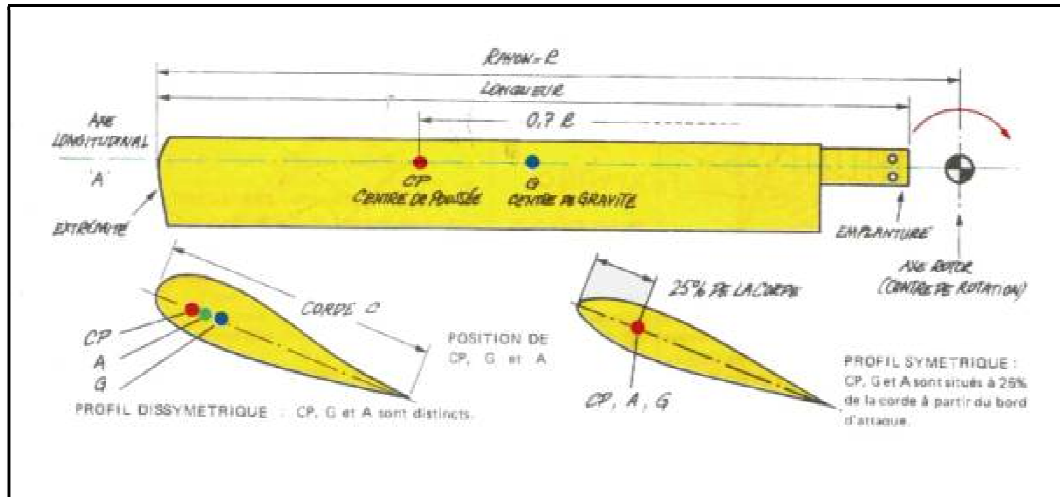 RAYON = R
LONGUEUR
0,7 R
AXE
LONGITUDINAL
A
CP
CENTRE DE POUSSÉE
G
CENTRE DE GRAVITE
EXTRÉMITÉ
EMPLANTURE
AXE ROTOR
(CENTRE DE ROTATION)
CORDE C
CP
A
G
POSITION DE
CP, G et A
PROFIL DISSYMETRIQUE : CP, G et A sont distincts.
25% DE LA CORDE
CP, A, G
PROFIL SYMETRIQUE :
CP, G et A sont situés à 25%
de la corde à partir du bord
d'attaque.